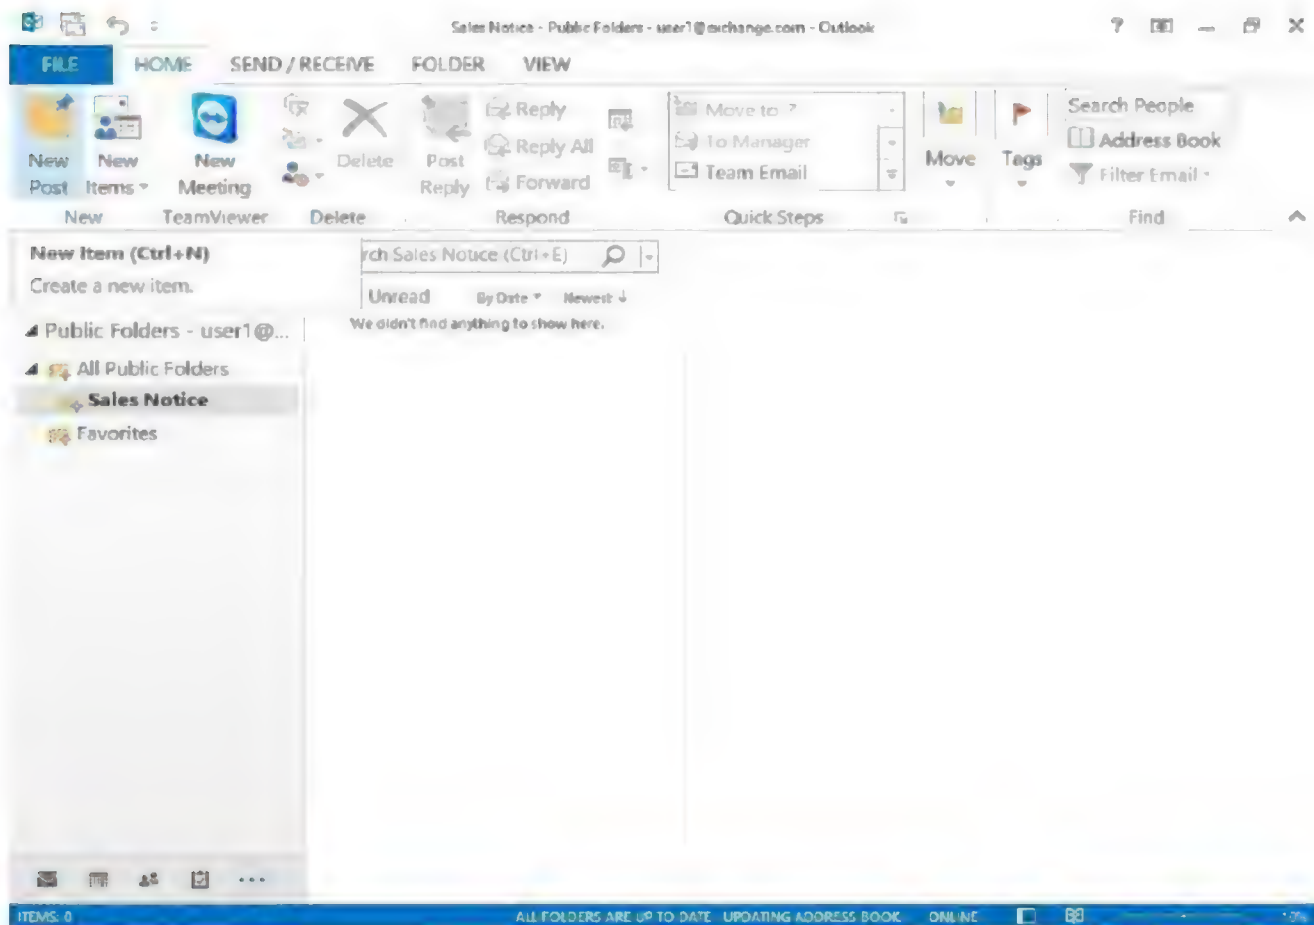 Sales Notice - Public Folders - user1@exchange.com - Outlook
?
FILE HOME SEND / RECEIVE FOLDER VIEW
New Post
New Items
New Meeting
Delete
Post Reply
Reply
Reply All
Forward
Move to ?
To Manager
Team Email
Move
Tags
Search People
Address Book
Filter Email
New TeamViewer Delete Respond Quick Steps Find
New Item (Ctrl+N)
Create a new item.
rch Sales Notice (Ctrl+E)
Unread By Date Newest ↓
We didn't find anything to show here.
Public Folders - user1@...
All Public Folders
Sales Notice
Favorites
...
ITEMS: 0 ALL FOLDERS ARE UP TO DATE UPDATING ADDRESS BOOK ONLINE